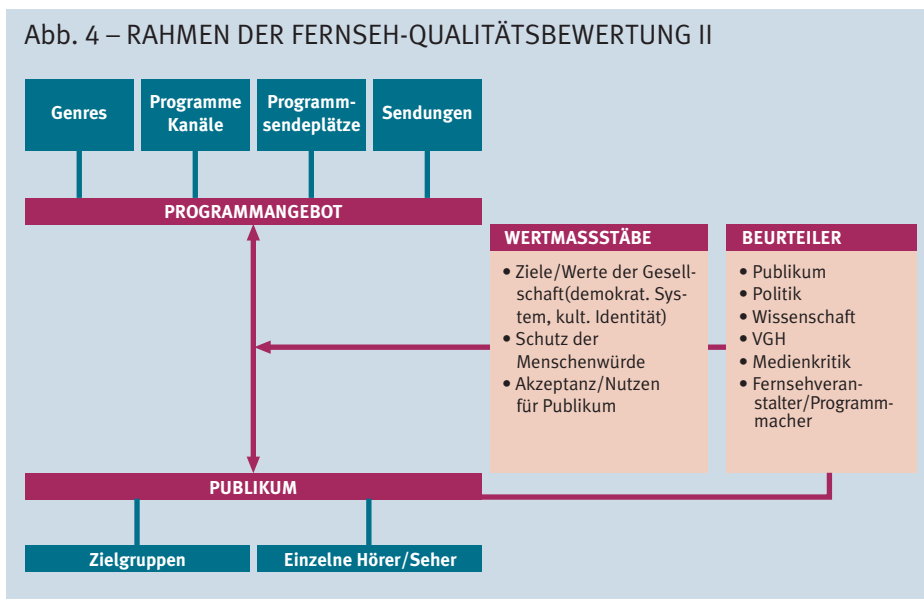 Abb. 4 – RAHMEN DER FERNSEH-QUALITÄTSBEWERTUNG II
Genres
Programme
Kanäle
Programm-
sendeplätze
Sendungen
PROGRAMMANGEBOT
WERTMASSSTÄBE
• Ziele/Werte der Gesell-
schaft(demokrat. Sys-
tem, kult. Identität)
• Schutz der
Menschenwürde
• Akzeptanz/Nutzen
für Publikum
BEURTEILER
• Publikum
• Politik
• Wissenschaft
• VGH
• Medienkritik
• Fernsehveran-
stalter/Programm-
macher
PUBLIKUM
Zielgruppen
Einzelne Hörer/Seher